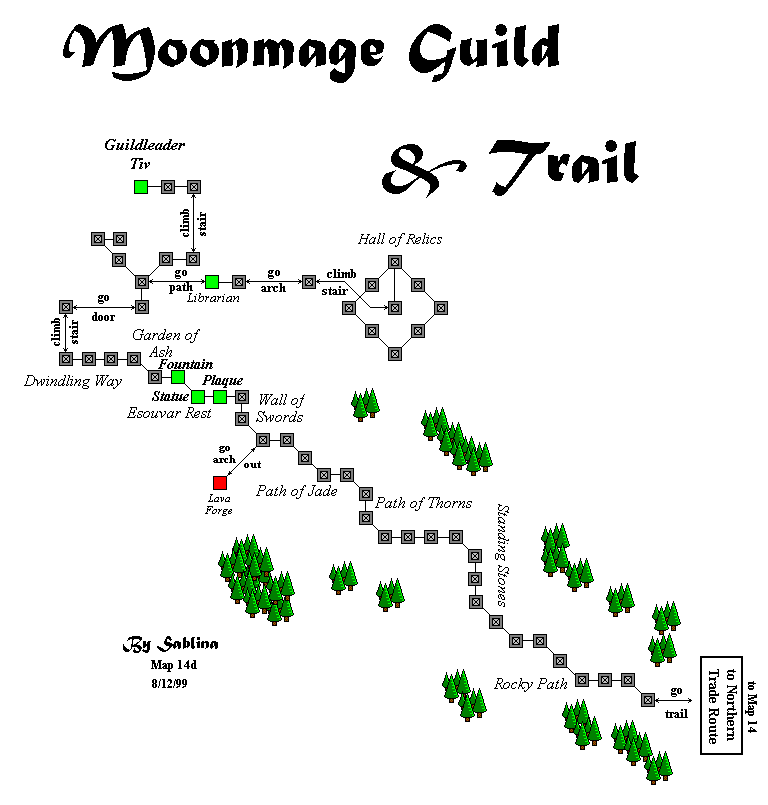 Moonmage Guild
& Trail
Guildleader
Tiv
climb
stair
go
path
Librarian
go
arch
climb
stair
Hall of Relics
go
door
climb
stair
Dwindling Way
Garden of
Ash
Fountain
Plaque
Statue
Esouvar Rest
Wall of
Swords
go
arch
out
Lava
Forge
Path of Jade
Path of Thorns
Standing Stones
Rocky Path
go
trail
to Northern
Trade Route
to Map 14
By Sablina
Map 14d
8/12/99